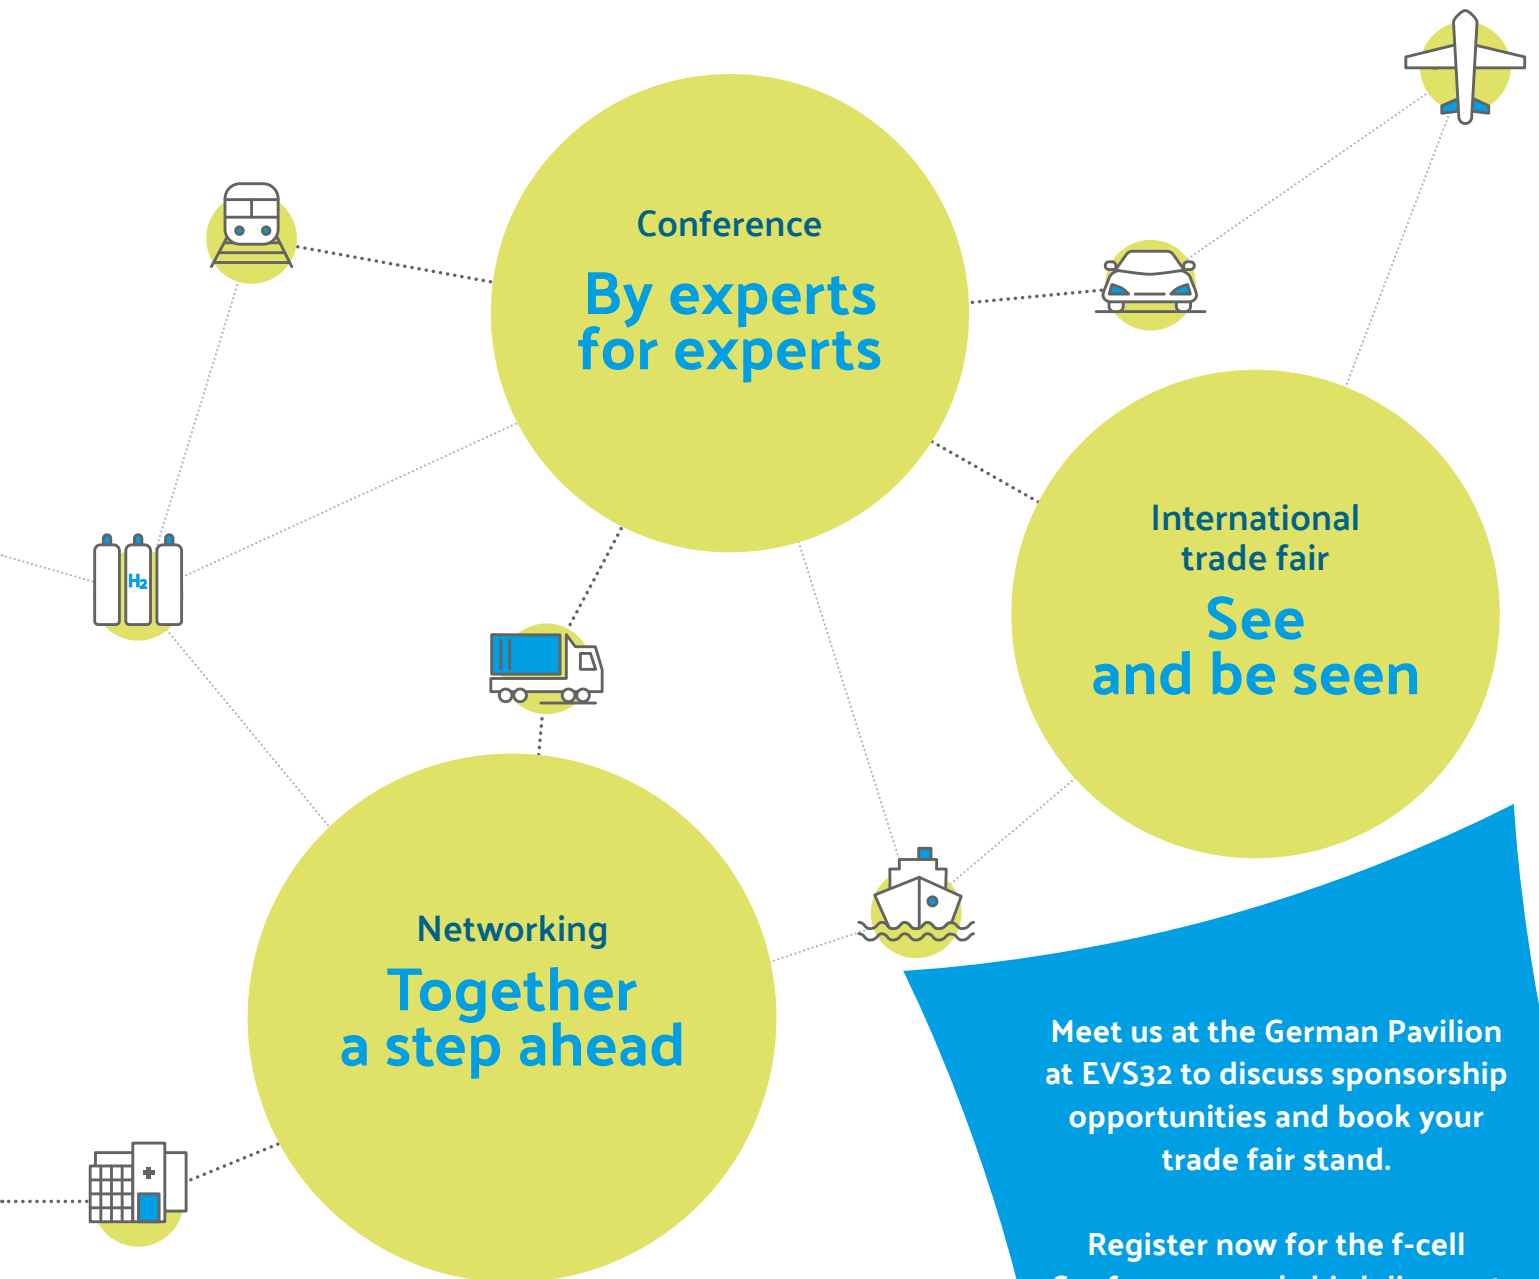 Conference
By experts
for experts
International
trade fair
See
and be seen
H₂
Networking
Together
a step ahead
Meet us at the German Pavilion
at EVS32 to discuss sponsorship
opportunities and book your
trade fair stand.
Register now for the f-cell